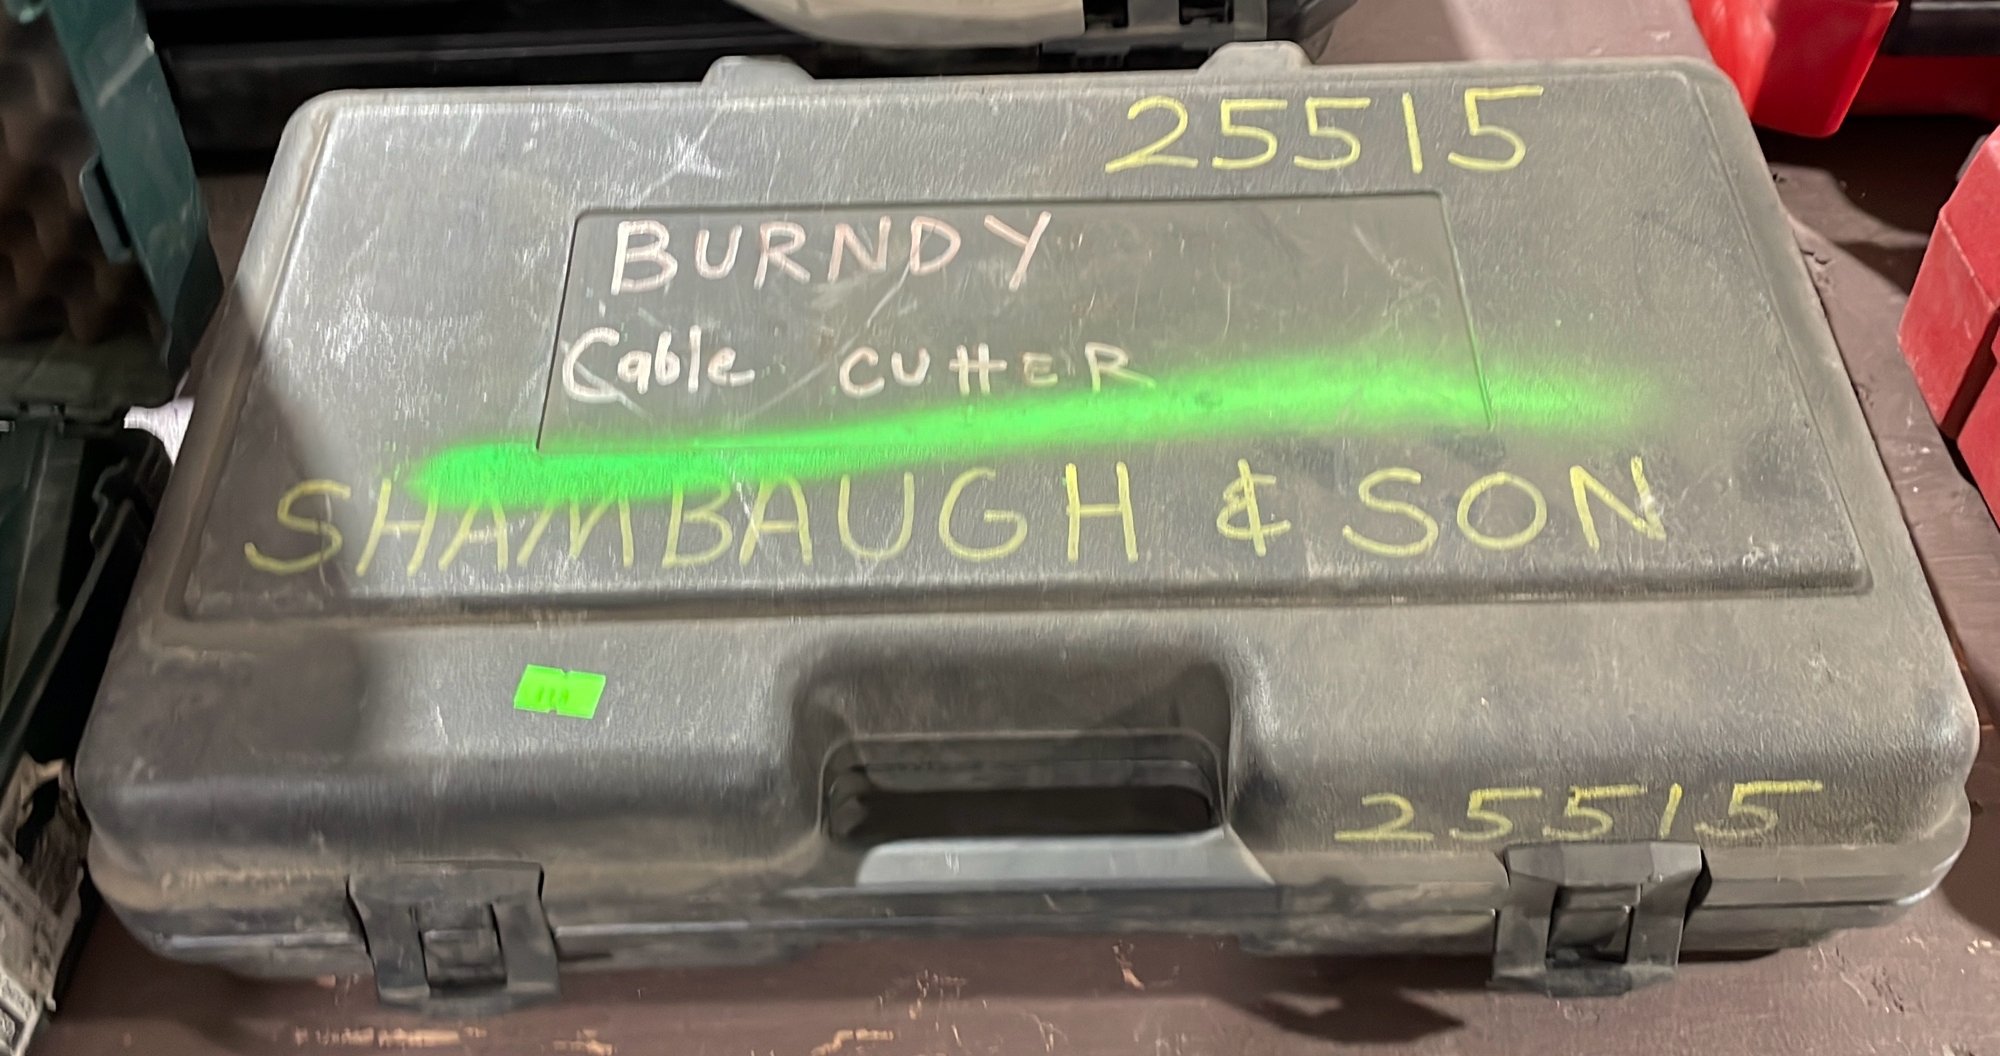 25515
BURNDY
Cable CUttER
SHAMBAUGH & SON
25515